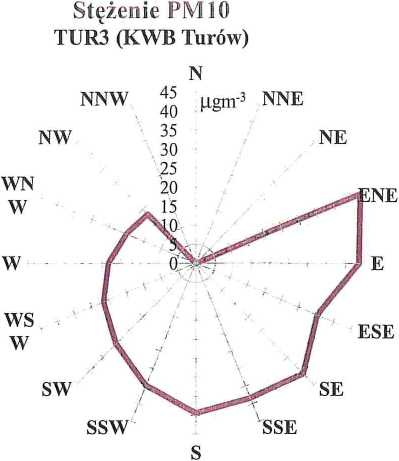 Stężenie PM10
TUR3 (KWB Turów)
N
NNW
45
µgm-3
NNE
40
35
NW
30
NE
25
WN
W
20
ENE
15
10
5
W
0
E
WS
W
ESE
SW
SE
SSW
SSE
S